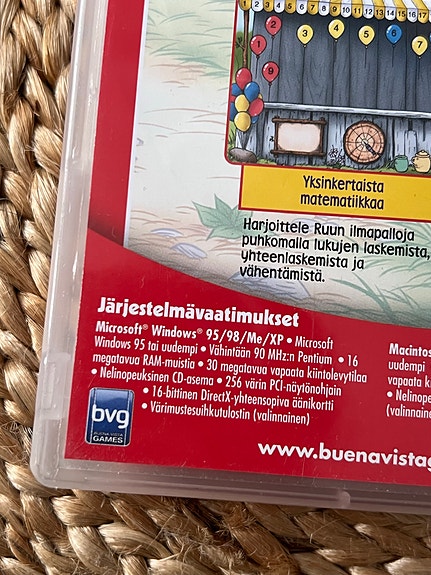 1 2 3 4 5 6 7 8 9 10 11 12 13 14 15 16 17
2
1
9
3
4
5
6
7
Yksinkertaista
matematiikkaa
Harjoittele Ruun ilmapalloja
puhkomalla lukujen laskemista,
yhteenlaskemista ja
vähentämistä.
Järjestelmävaatimukset
Microsoft® Windows® 95/98/Me/XP • Microsoft
Windows 95 tai uudempi • Vähintään 90 MHz:n Pentium • 16
megatavua RAM-muistia • 30 megatavua vapaata kiintolevytilaa
• Nelinopeuksinen CD-asema • 256 värin PCI-näytönohjain
• 16-bittinen DirectX-yhteensopiva äänikortti
• Värimustesuihkutulostin (valinnainen)
Macintos
uudempi
vapaata k
• Nelinope
(valinnaine
bvg
BUENA VISTA
GAMES
www.buenavistag